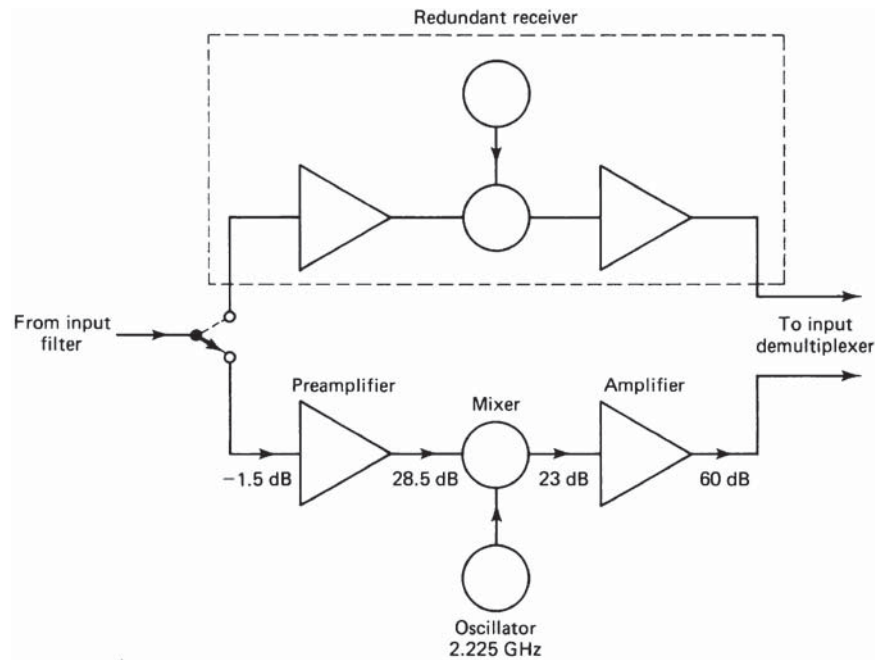 Redundant receiver
From input
filter
To input
demultiplexer
Preamplifier
Mixer
Amplifier
−1.5 dB
28.5 dB
23 dB
60 dB
Oscillator
2.225 GHz